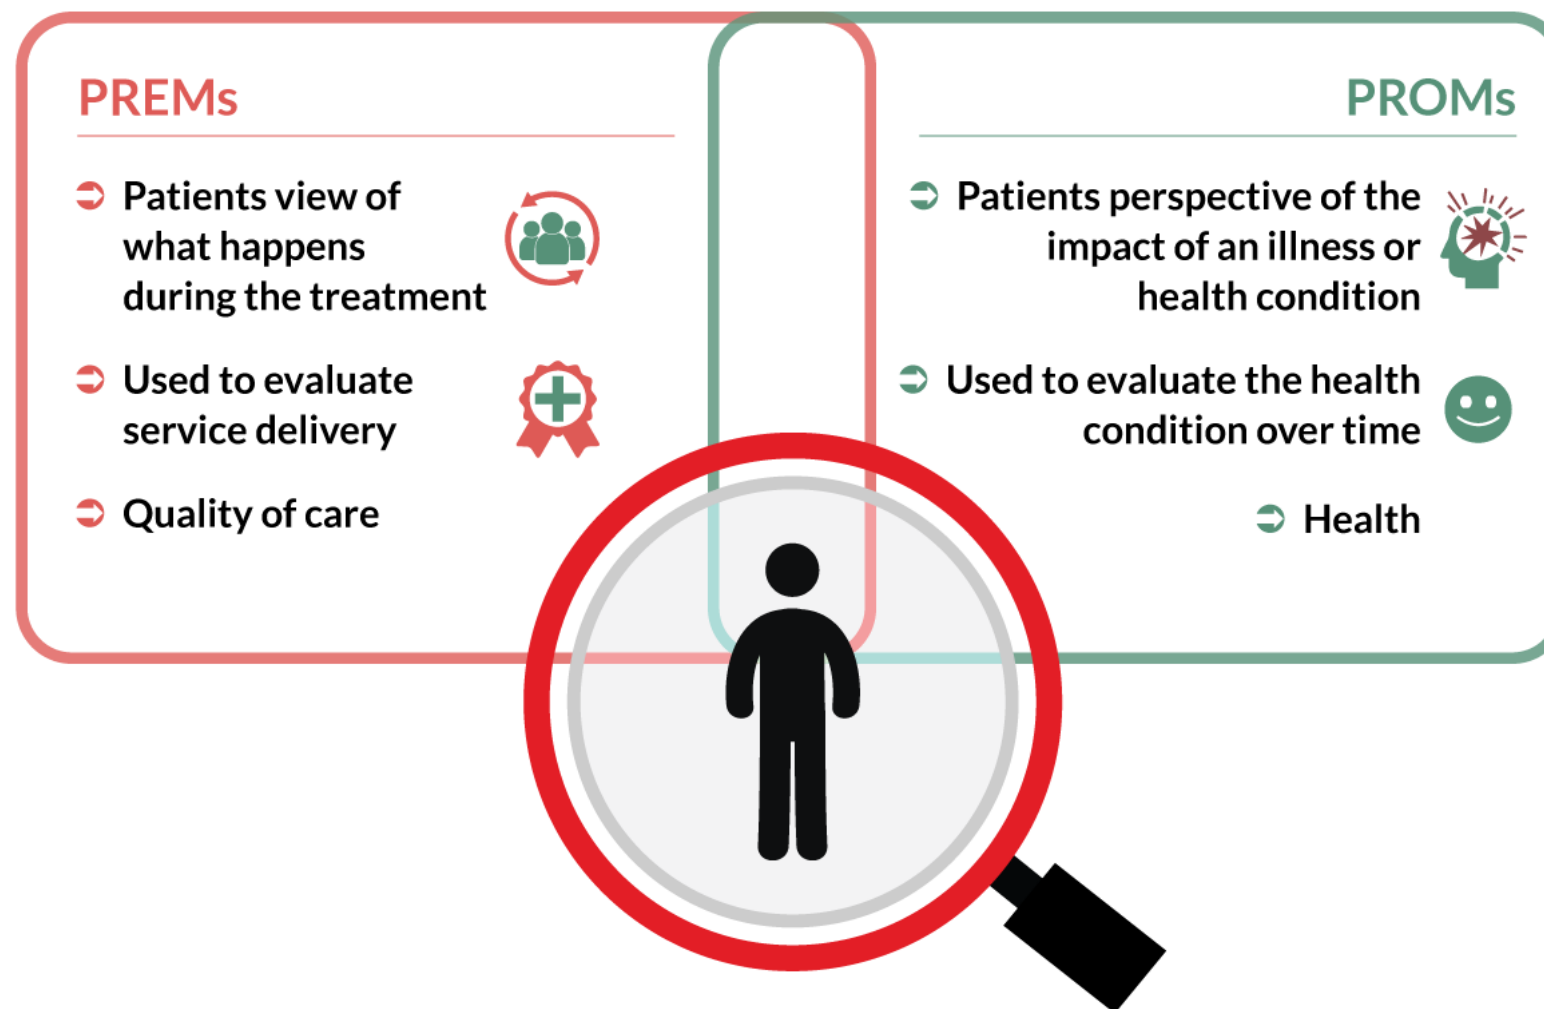 PREMs
Patients view of
what happens
during the treatment
Used to evaluate
service delivery
Quality of care
PROMs
Patients perspective of the
impact of an illness or
health condition
Used to evaluate the health
condition over time
Health